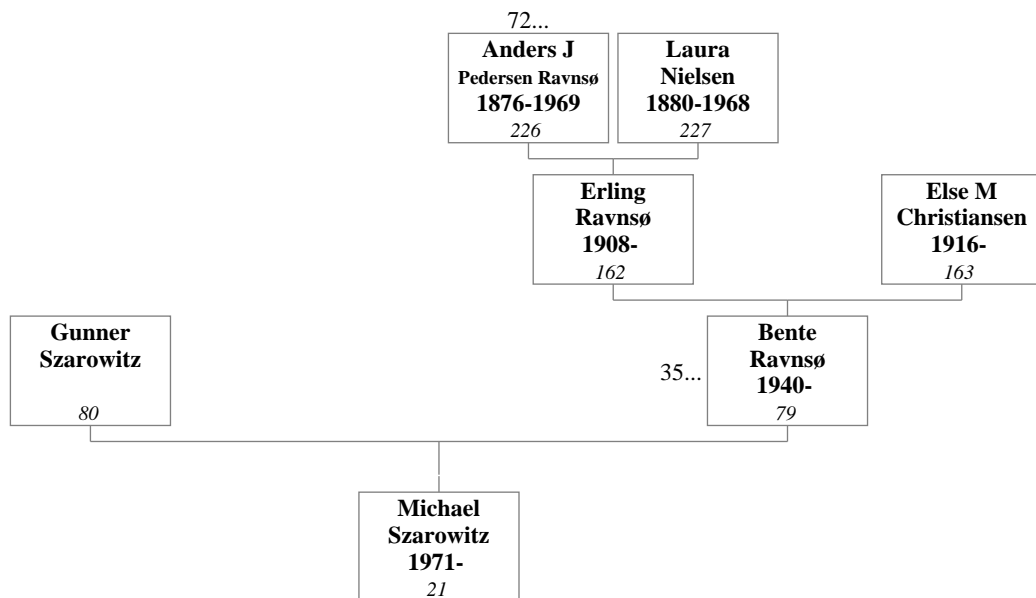 72...
Anders J
Pedersen Ravnsø
1876-1969
226
Laura
Nielsen
1880-1968
227
Erling
Ravnsø
1908-
162
Else M
Christiansen
1916-
163
Gunner
Szarowitz
80
35...
Bente
Ravnsø
1940-
79
Michael
Szarowitz
1971-
21